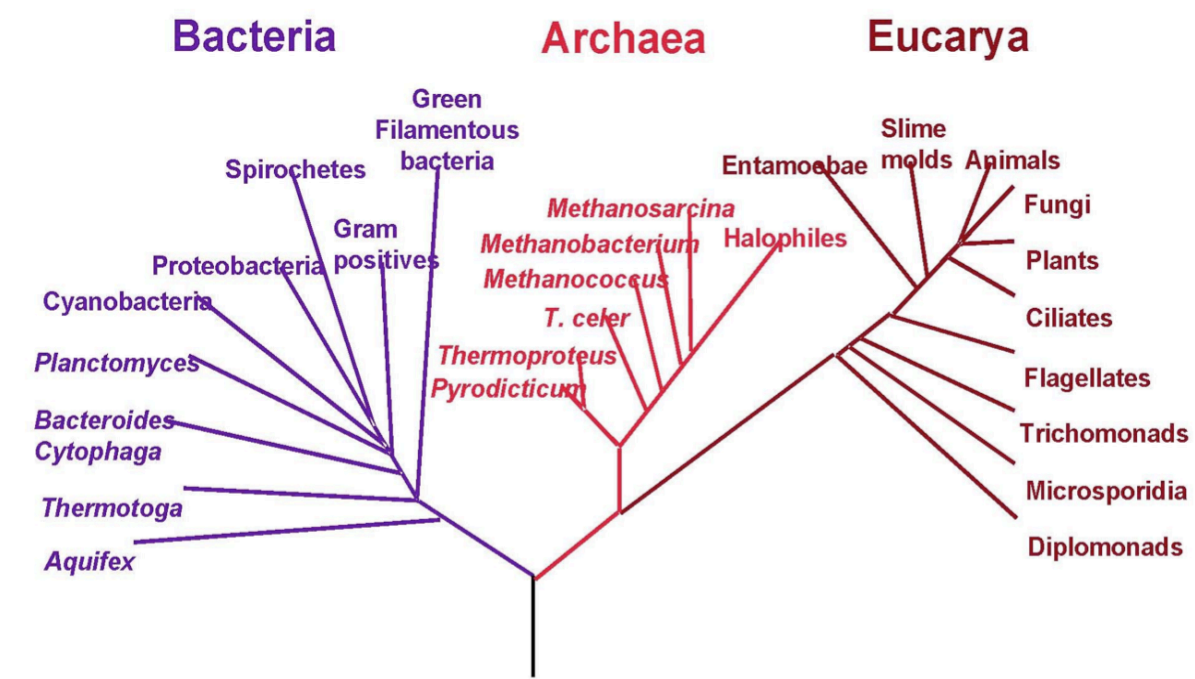 Bacteria
Archaea
Eucarya
Green
Filamentous
bacteria
Spirochetes
Gram
positives
Proteobacteria
Cyanobacteria
Planctomyces
Bacteroides
Cytophaga
Thermotoga
Aquifex
Methanosarcina
Methanobacterium
Halophiles
Methanococcus
T. celer
Thermoproteus
Pyrodicticum
Entamoebae
Slime
molds
Animals
Fungi
Plants
Ciliates
Flagellates
Trichomonads
Microsporidia
Diplomonads